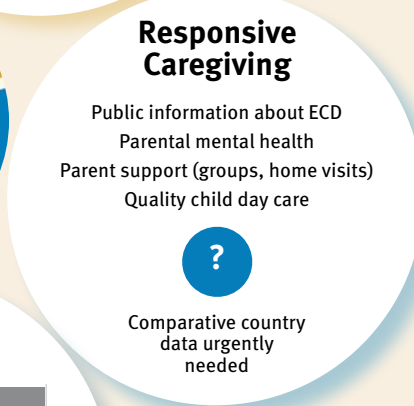 Responsive
Caregiving
Public information about ECD
Parental mental health
Parent support (groups, home visits)
Quality child day care
?
Comparative country
data urgently
needed